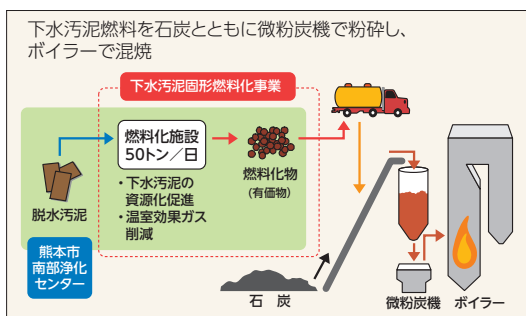 下水汚泥燃料を石炭とともに微粉炭機で粉砕し、
ボイラーで混焼
下水汚泥固形燃料化事業
燃料化施設
50トン／日
・下水汚泥の
資源化促進
・温室効果ガス
削減
燃料化物
(有価物)
脱水汚泥
熊本市
南部浄化
センター
石 炭
微粉炭機
ボイラー